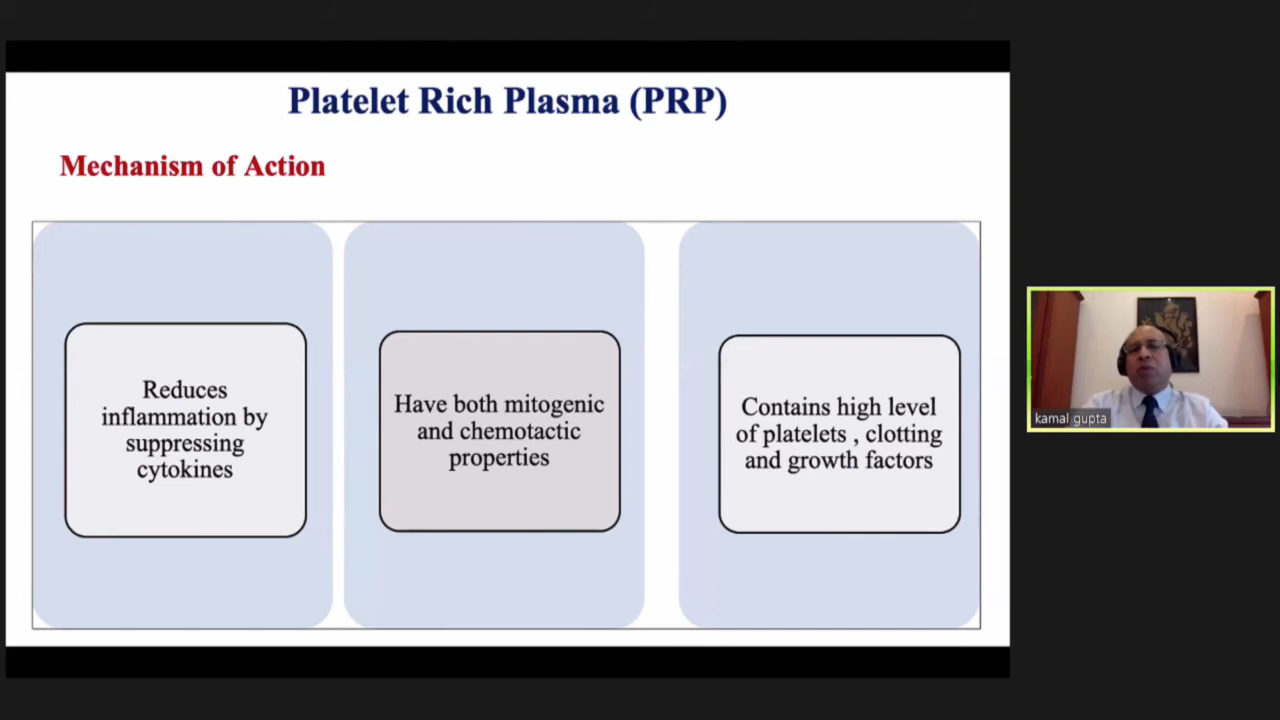 Platelet Rich Plasma (PRP)
Mechanism of Action
Reduces
inflammation by
suppressing
cytokines
Have both mitogenic
and chemotactic
properties
Contains high level
of platelets , clotting
and growth factors
kamal gupta